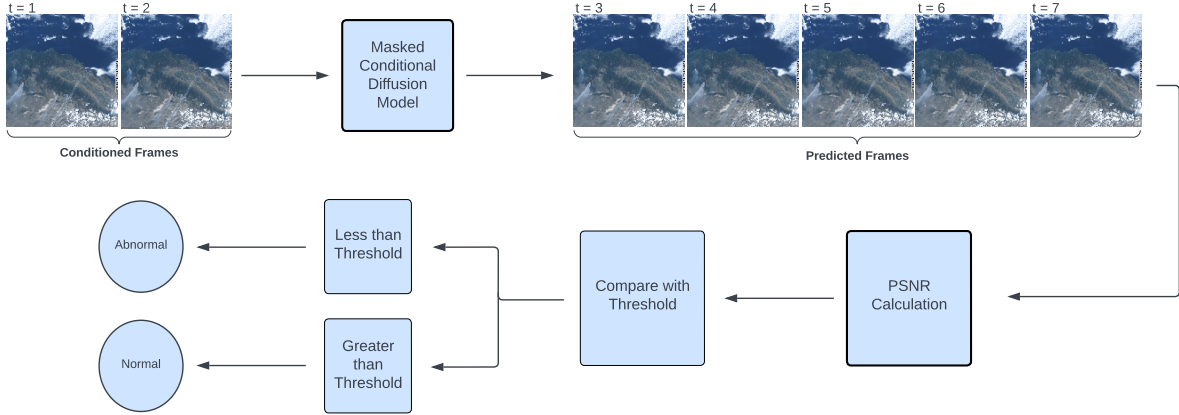 t = 1
t = 2
t = 3
t = 4
t = 5
t = 6
t = 7
Masked
Conditional
Diffusion
Model
Conditioned Frames
Predicted Frames
Abnormal
Less than
Threshold
Compare with
Threshold
PSNR
Calculation
Normal
Greater
than
Threshold